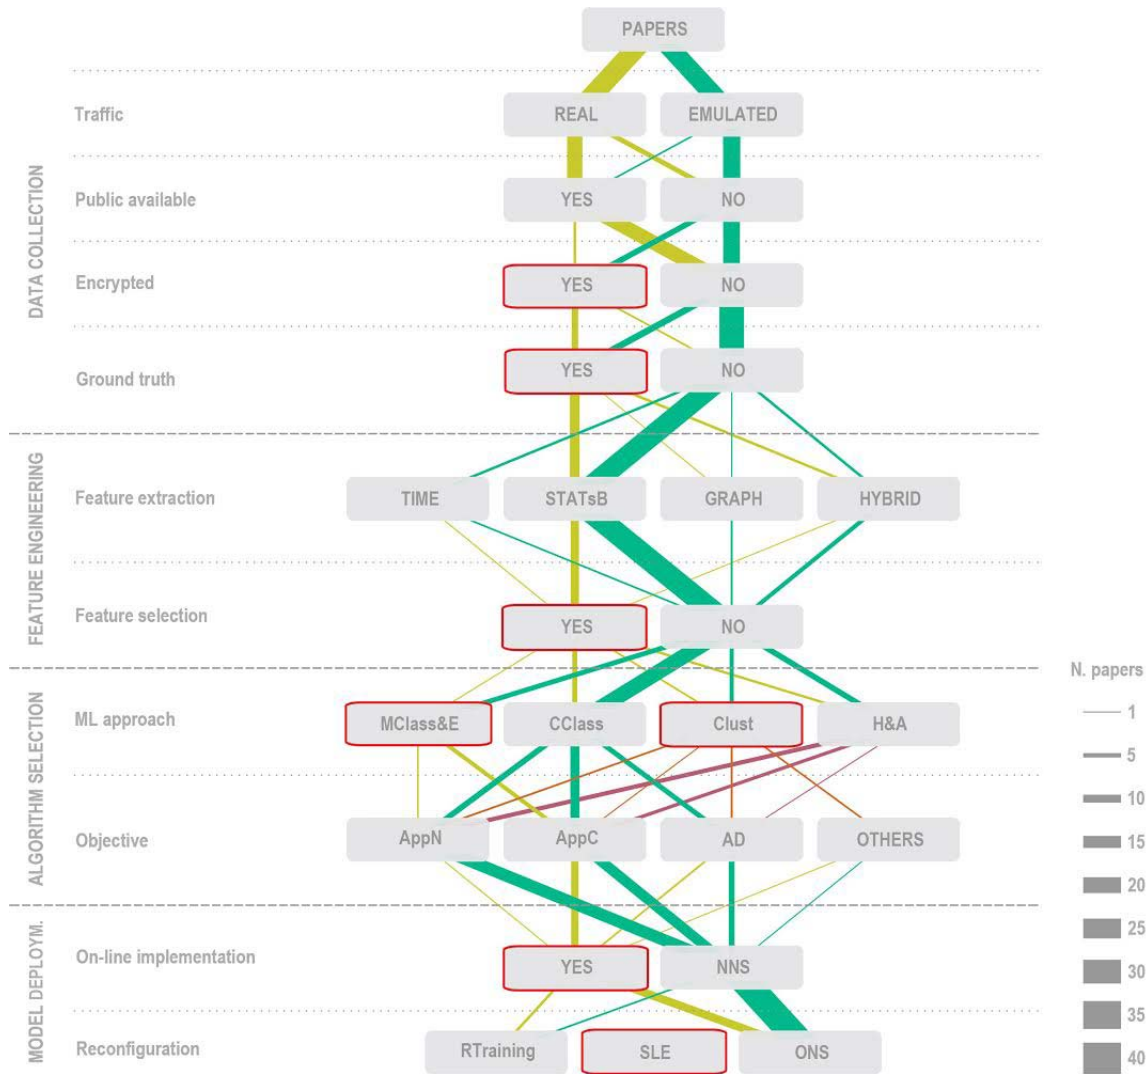 PAPERS
Traffic
REAL
EMULATED
Public available
YES
NO
DATA COLLECTION
Encrypted
YES
NO
Ground truth
YES
NO
FEATURE ENGINEERING
Feature extraction
TIME
STATsB
GRAPH
HYBRID
Feature selection
YES
NO
ALGORITHM SELECTION
ML approach
MClass&E
CClass
Clust
H&A
Objective
AppN
AppC
AD
OTHERS
MODEL DEPLOYM.
On-line implementation
YES
NNS
Reconfiguration
RTraining
SLE
ONS
N. papers
1
5
10
15
20
25
30
35
40